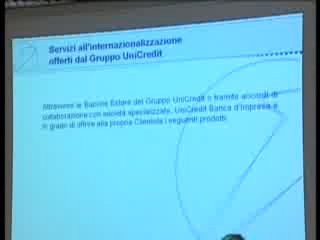 Servizi all'internazionalizzazione
offerti dal Gruppo UniCredit
Attraverso le Banche Estere del Gruppo UniCredit o tramite accordi di
collaborazione con società specializzate, UniCredit Banca d'Impresa è
in grado di offrire alla propria Clientela i seguenti prodotti: